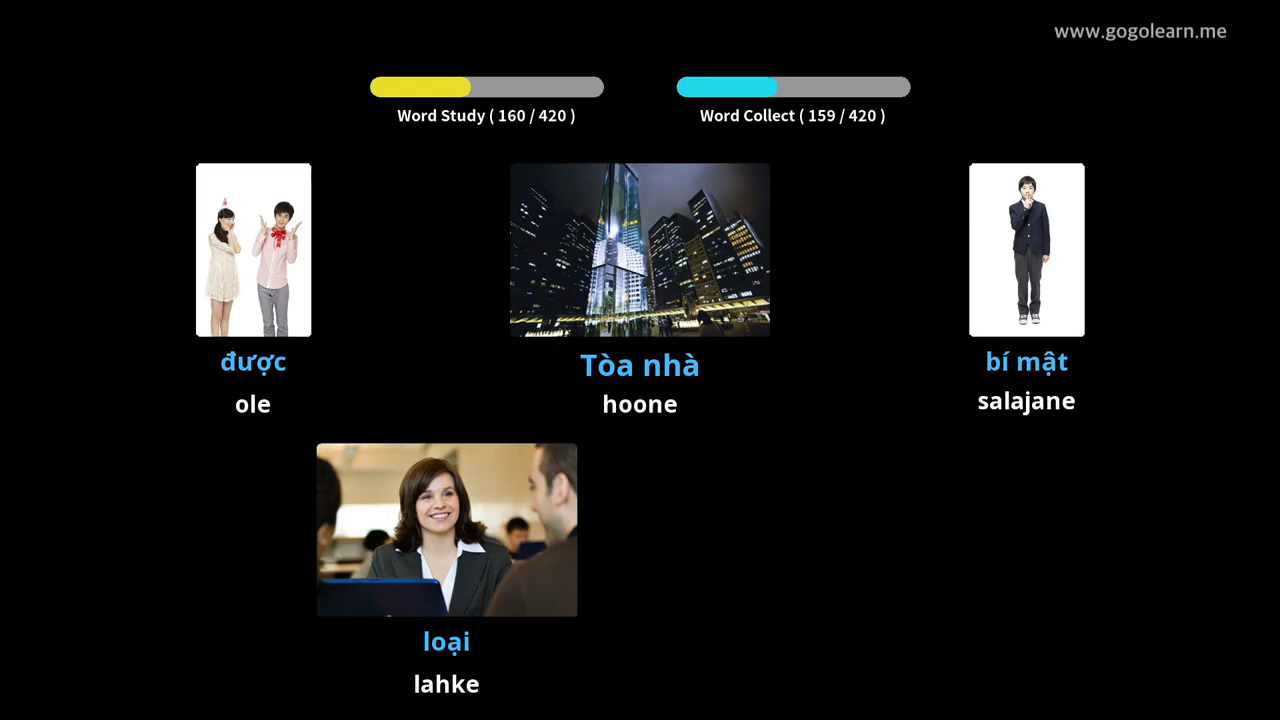 www.gogolearn.me
Word Study ( 160 / 420 )
Word Collect ( 159 / 420 )
được
ole
Tòa nhà
hoone
bí mật
salajane
loại
lahke